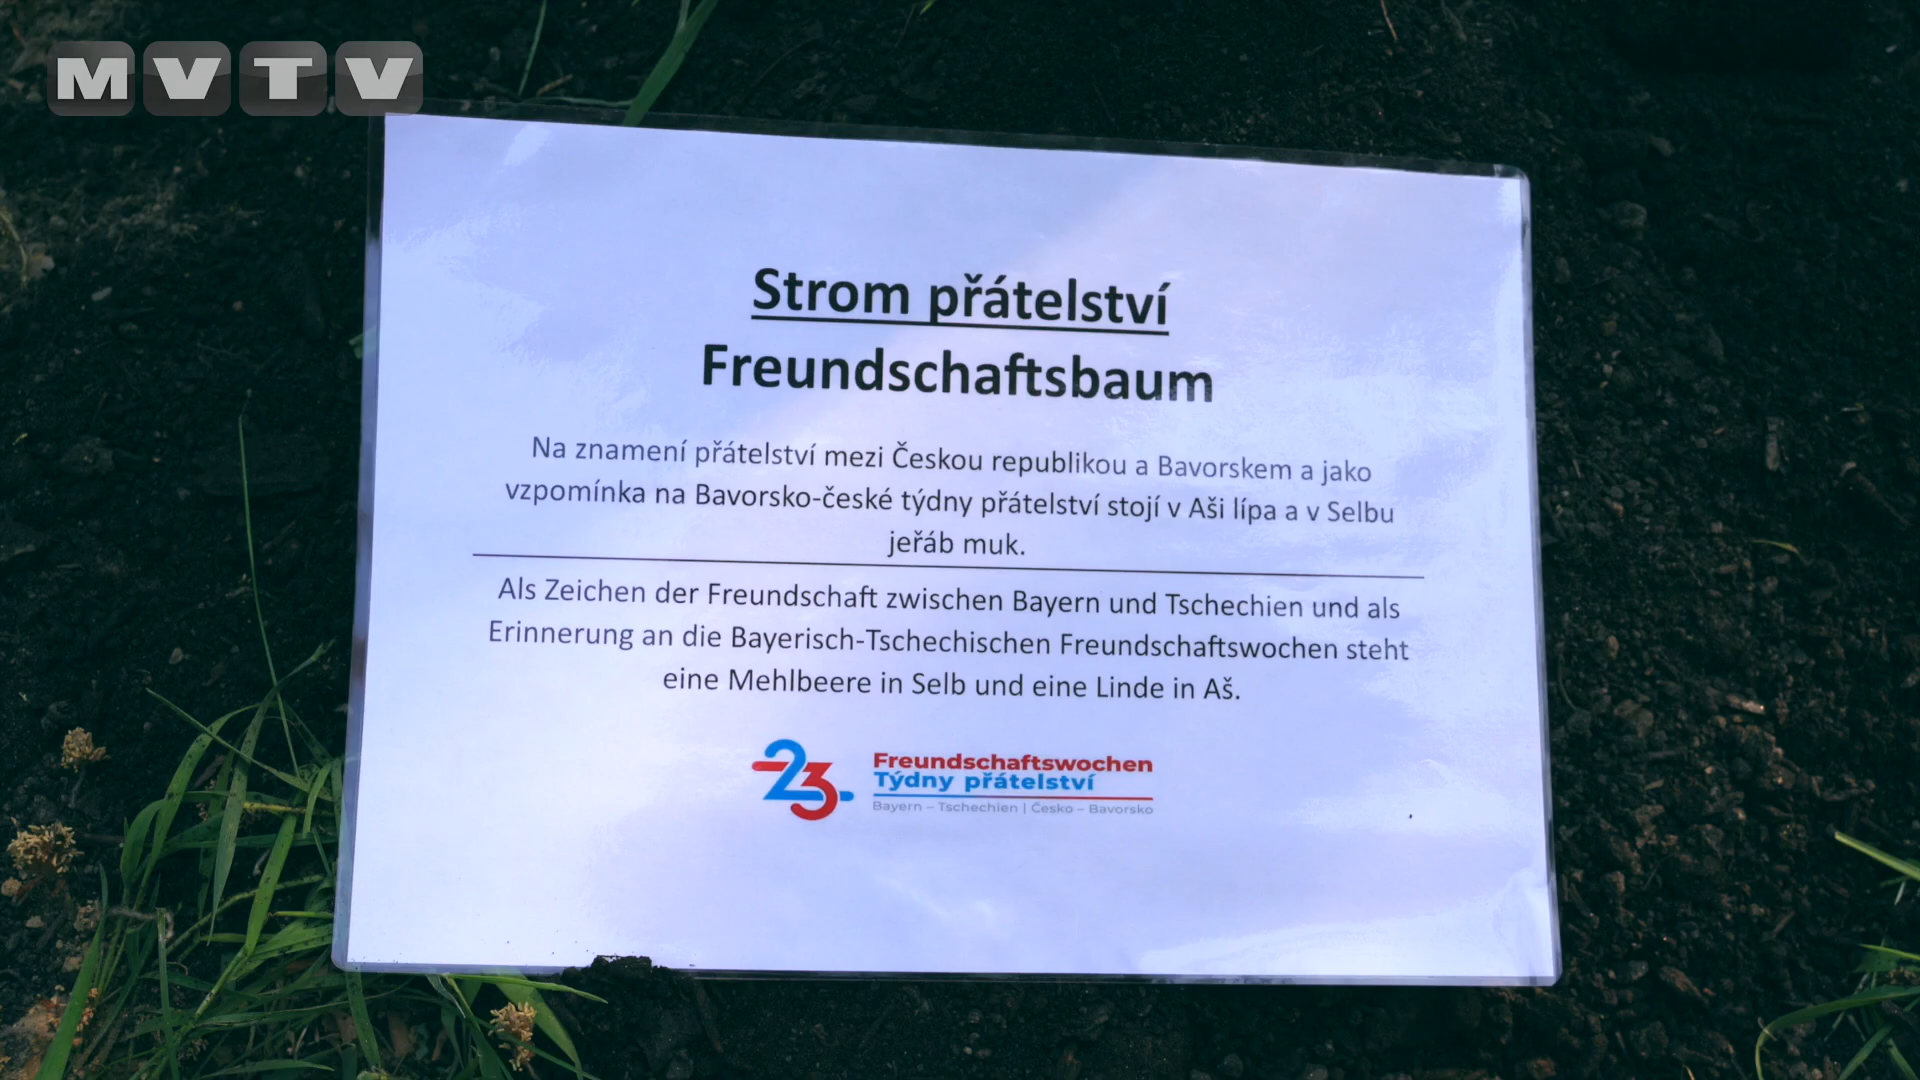 MVTV
Strom přátelství
Freundschaftsbaum
Na znamení přátelství mezi Českou republikou a Bavorskem a jako
vzpomínka na Bavorsko-české týdny přátelství stojí v Aši lípa a v Selbu
jeřáb muk.
Als Zeichen der Freundschaft zwischen Bayern und Tschechien und als
Erinnerung an die Bayerisch-Tschechischen Freundschaftswochen steht
eine Mehlbeere in Selb und eine Linde in Aš.
23 Freundschaftswochen
Týdny přátelství
Bayern – Tschechien | Česko – Bavorsko